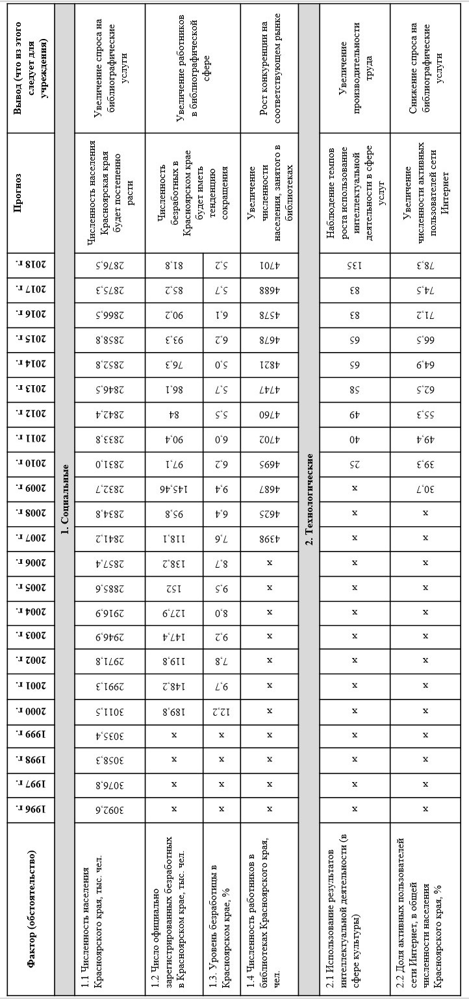 Фактор (обстоятельство)
1996 г.
1997 г.
1998 г.
1999 г.
2000 г.
2001 г.
2002 г.
2003 г.
2004 г.
2005 г.
2006 г.
2007 г.
2008 г.
2009 г.
2010 г.
2011 г.
2012 г.
2013 г.
2014 г.
2015 г.
2016 г.
2017 г.
2018 г.
Прогноз
Вывод (что из этого
следует для
учреждения)
1. Социальные
1.1 Численность населения
Красноярского края, тыс. чел.
3092,6
3076,8
3058,3
3035,4
3011,5
2991,3
2971,8
2946,9
2916,9
2885,6
2857,4
2841,2
2834,8
2832,7
2831,0
2833,8
2842,4
2846,5
2852,8
2858,8
2866,5
2875,3
2876,5
Численность населения
Красноярская края
будет постепенно
расти
Увеличение спроса на
библиографические
услуги
1.2 Число официально
зарегистрированных безработных
в Красноярском крае, тыс. чел.
х
х
х
х
189,8
148,2
119,8
147,4
127,9
152
138,2
118,1
95,8
145,46
97,1
90,4
84
86,1
76,3
93,3
90,2
85,2
81,8
Численность
безработных в
Красноярском крае
будет иметь
тенденцию
сокращения
Увеличение работников
в библиографической
сфере
1.3. Уровень безработицы в
Красноярском крае, %
х
х
х
х
12,2
9,7
7,8
9,2
8,0
9,5
8,7
7,6
6,4
9,4
6,2
6,0
5,5
5,7
5,0
6,2
6,1
5,7
5,2
1.4 Численность работников в
библиотеках Красноярского края,
чел.
х
х
х
х
х
х
х
х
х
х
х
4398
4625
4687
4695
4702
4760
4747
4821
4678
4578
4688
4701
Увеличение
численности
населения, занятого в
библиотеках
Рост конкуренции на
соответствующем рынке
2. Технологические
2.1 Использование результатов
интеллектуальной деятельности (в
сфере культуры)
х
х
х
х
х
х
х
х
х
х
х
х
х
х
25
40
49
58
65
65
83
83
135
Наблюдение темпов
роста использование
интеллектуальной
деятельности в сфере
услуг
Увеличение
производительности
труда
2.2 Доля активных пользователей
сети Интернет, в общей
численности населения
Красноярского края, %
х
х
х
х
х
х
х
х
х
х
х
х
х
30,7
39,3
49,4
55,3
62,5
64,9
66,5
71,2
74,5
78,3
Увеличение
численности активных
пользователей сети
Интернет
Снижение спроса на
библиографические
услуги